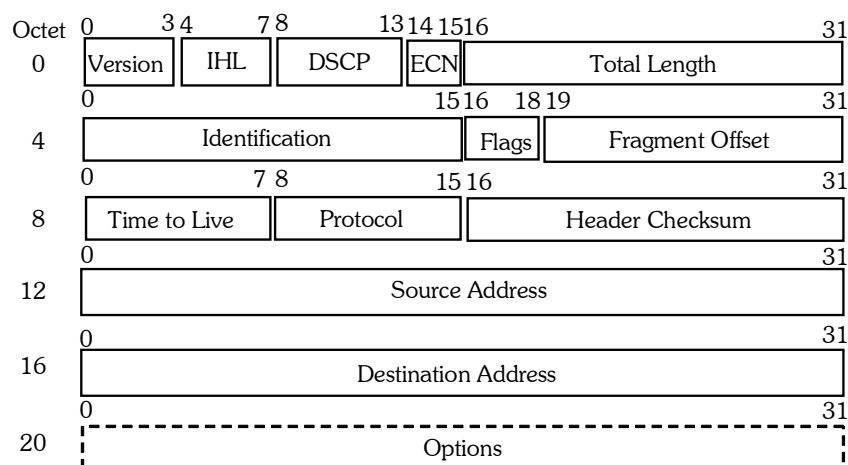 Octet 0 3 4 7 8 13 14 15 16 31
0 Version IHL DSCP ECN Total Length
0 15 16 18 19 31
4 Identification Flags Fragment Offset
0 7 8 15 16 31
8 Time to Live Protocol Header Checksum
0 31
12 Source Address
0 31
16 Destination Address
0 31
20 Options